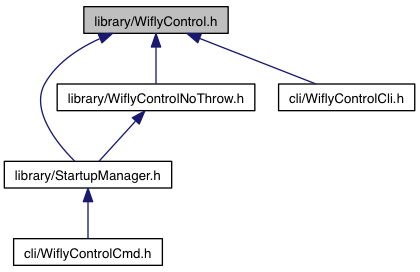 library/WiflyControl.h
library/WiflyControlNoThrow.h
cli/WiflyControlCli.h
library/StartupManager.h
cli/WiflyControlCmd.h